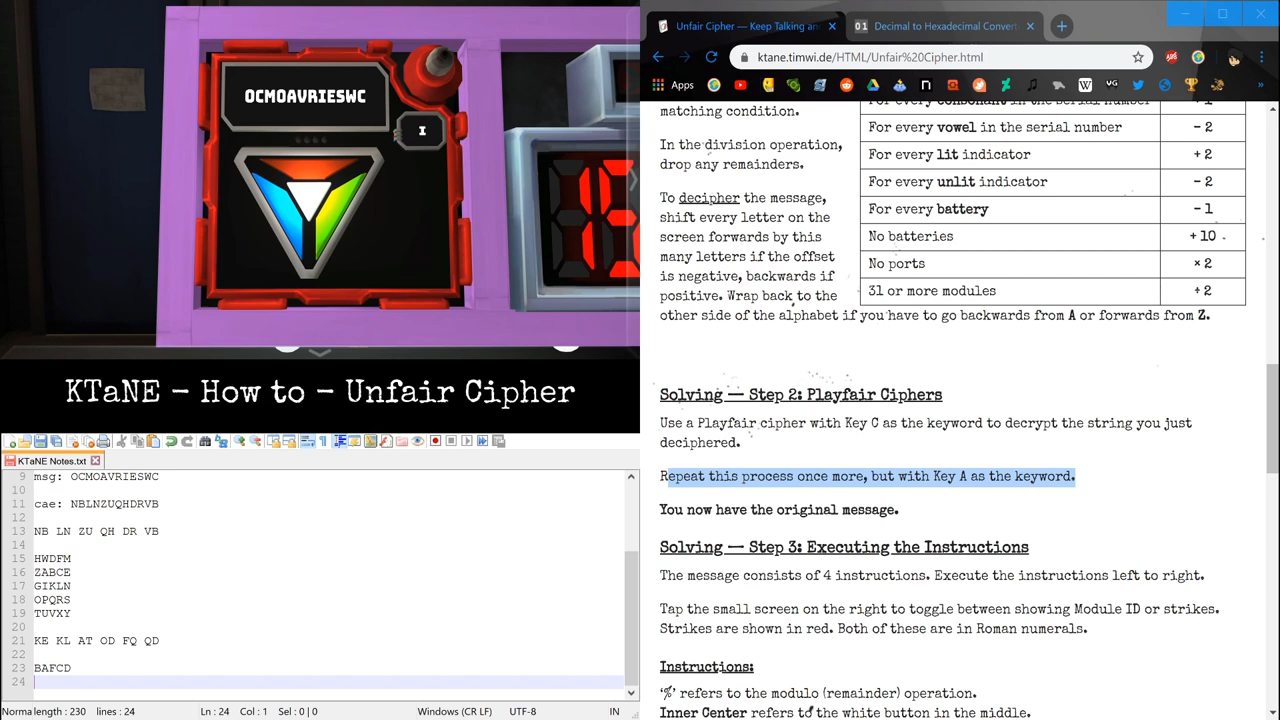 OCMOAVRIESWC
I
15
KTaNE – How to – Unfair Cipher
KTaNE Notes.txt
9 msg: OCMOAVRIESWC
10
11 cae: NBLNZUQHDRVB
12
13 NB LN ZU QH DR VB
14
15 HWDFM
16 ZABCE
17 GIKLN
18 OPQRS
19 TUVXY
20
21 KE KL AT OD FQ QD
22
23 BAFCD
24
Norma length: 230 lines: 24 Ln: 24 Col: 1 Sel: 0 | 0 Windows (CR LF) UTF-8 IN
Unfair Cipher — Keep Talking an
01 Decimal to Hexadecimal Convert
ktane.timwi.de/HTML/Unfair%20Cipher.html
Apps
matching condition.
In the division operation,
drop any remainders.
To decipher the message,
shift every letter on the
screen forwards by this
many letters if the offset
is negative, backwards if
positive. Wrap back to the
other side of the alphabet if you have to go backwards from A or forwards from Z.
For every consonant in the serial number
For every vowel in the serial number − 2
For every lit indicator + 2
For every unlit indicator − 2
For every battery − 1
No batteries + 10
No ports × 2
31 or more modules ÷ 2
Solving — Step 2: Playfair Ciphers
Use a Playfair cipher with Key C as the keyword to decrypt the string you just
deciphered.
Repeat this process once more, but with Key A as the keyword.
You now have the original message.
Solving — Step 3: Executing the Instructions
The message consists of 4 instructions. Execute the instructions left to right.
Tap the small screen on the right to toggle between showing Module ID or strikes.
Strikes are shown in red. Both of these are in Roman numerals.
Instructions:
‘%’ refers to the modulo (remainder) operation.
Inner Center refers to the white button in the middle.